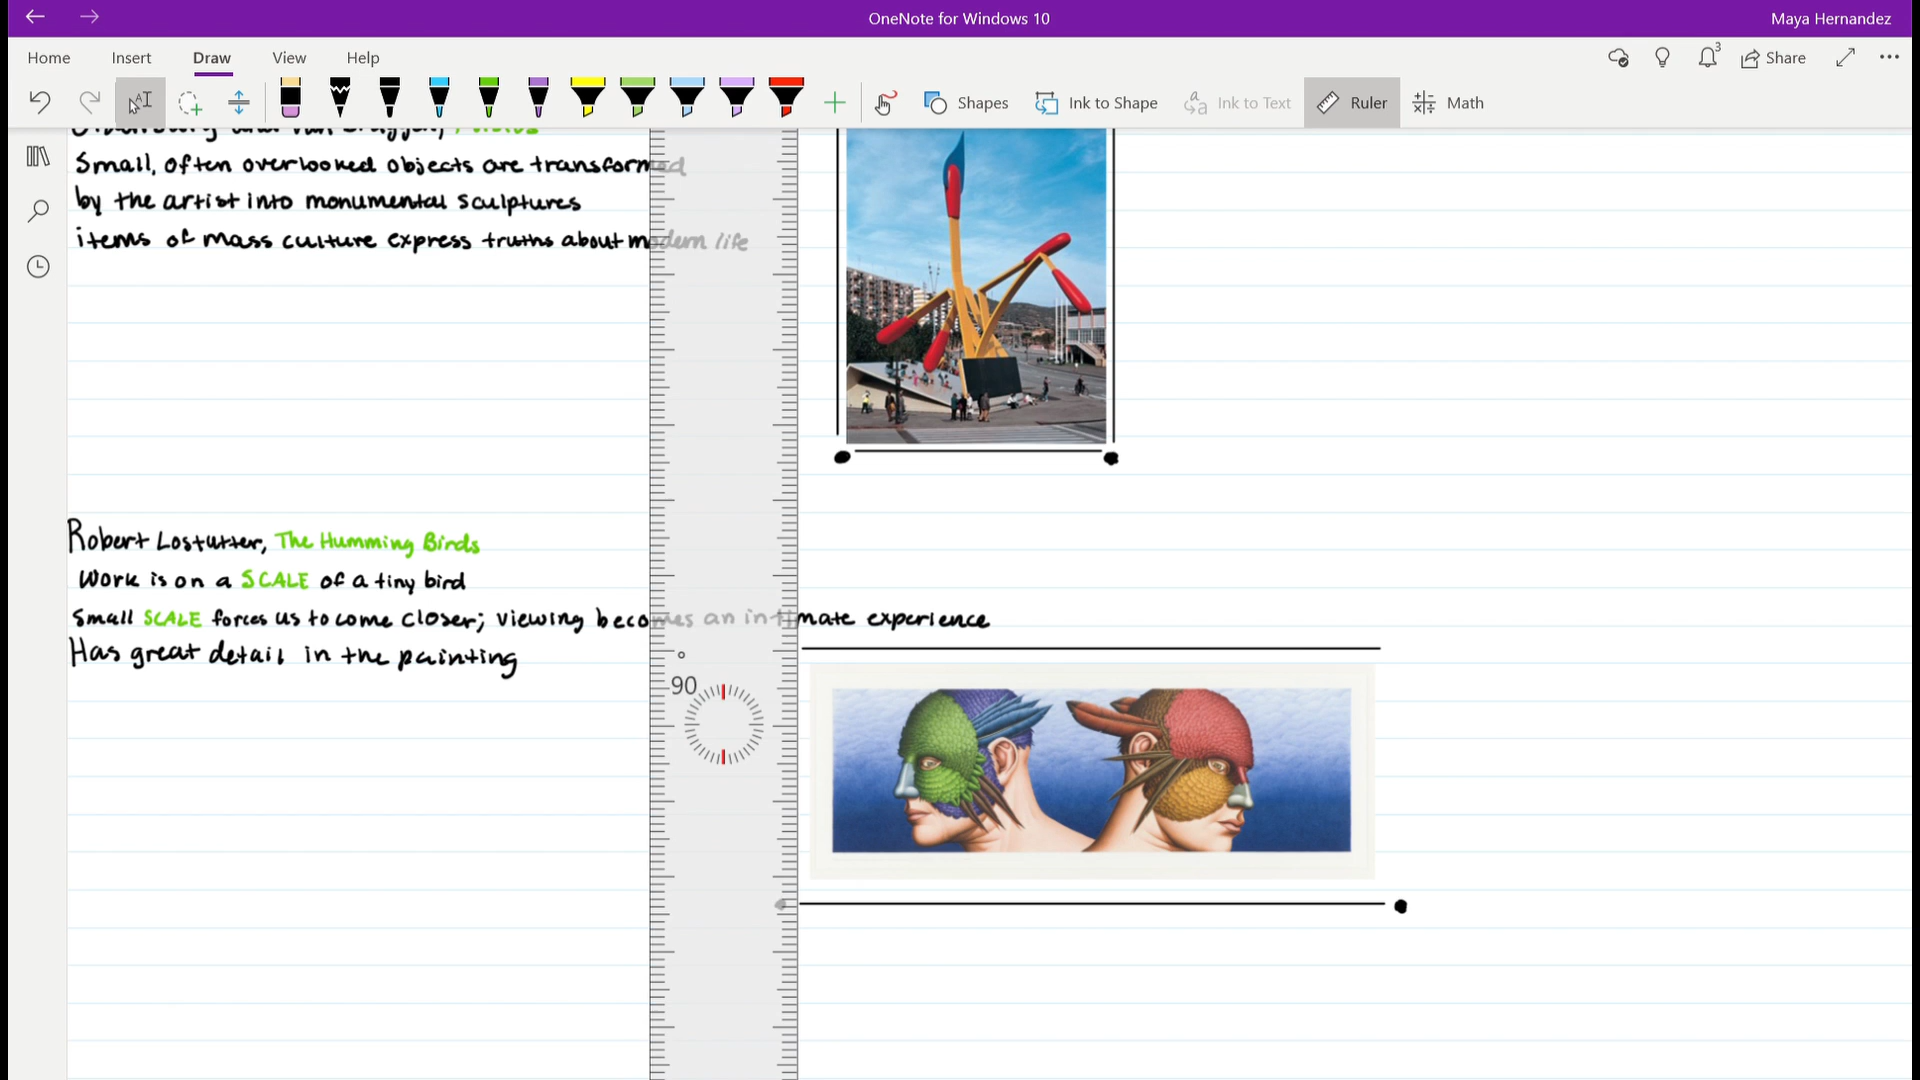 OneNote for Windows 10
Maya Hernandez
Home Insert Draw View Help
3 Share
Shapes Ink to Shape Ink to Text Ruler Math
Small, often overlooked objects are transformed
by the artist into monumental sculptures
items of mass culture express truths about modern life
Robert Lostutter, The Humming Birds
Work is on a SCALE of a tiny bird
Small SCALE forces us to come closer; viewing becomes an intimate experience
Has great detail in the painting
90°